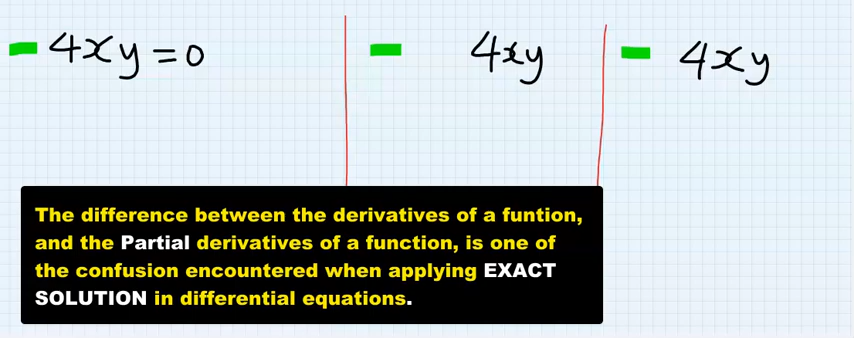 - 4xy = 0
- 4xy
- 4xy
The difference between the derivatives of a funtion,
and the Partial derivatives of a function, is one of
the confusion encountered when applying EXACT
SOLUTION in differential equations.